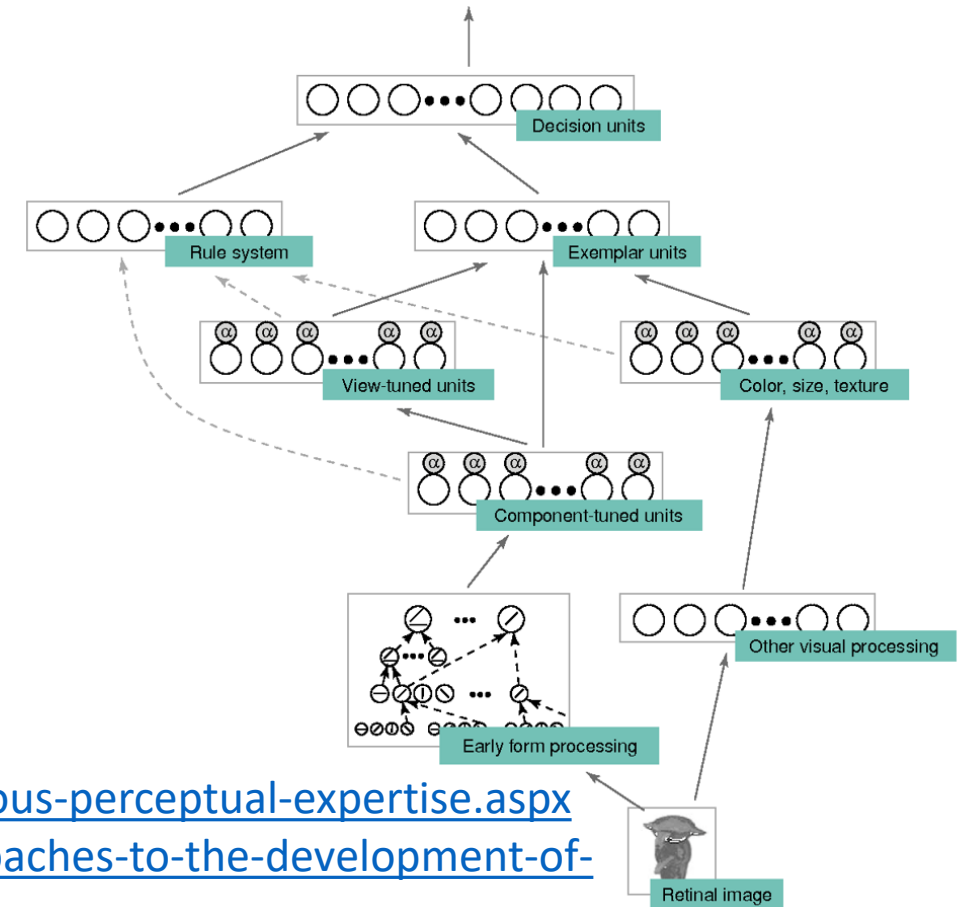 Decision units
Rule system
Exemplar units
α α α α α
α α α α α
View-tuned units
Color, size, texture
α α α α α
Component-tuned units
Other visual processing
Early form processing
ous-perceptual-expertise.aspx
oaches-to-the-development-of-
Retinal image